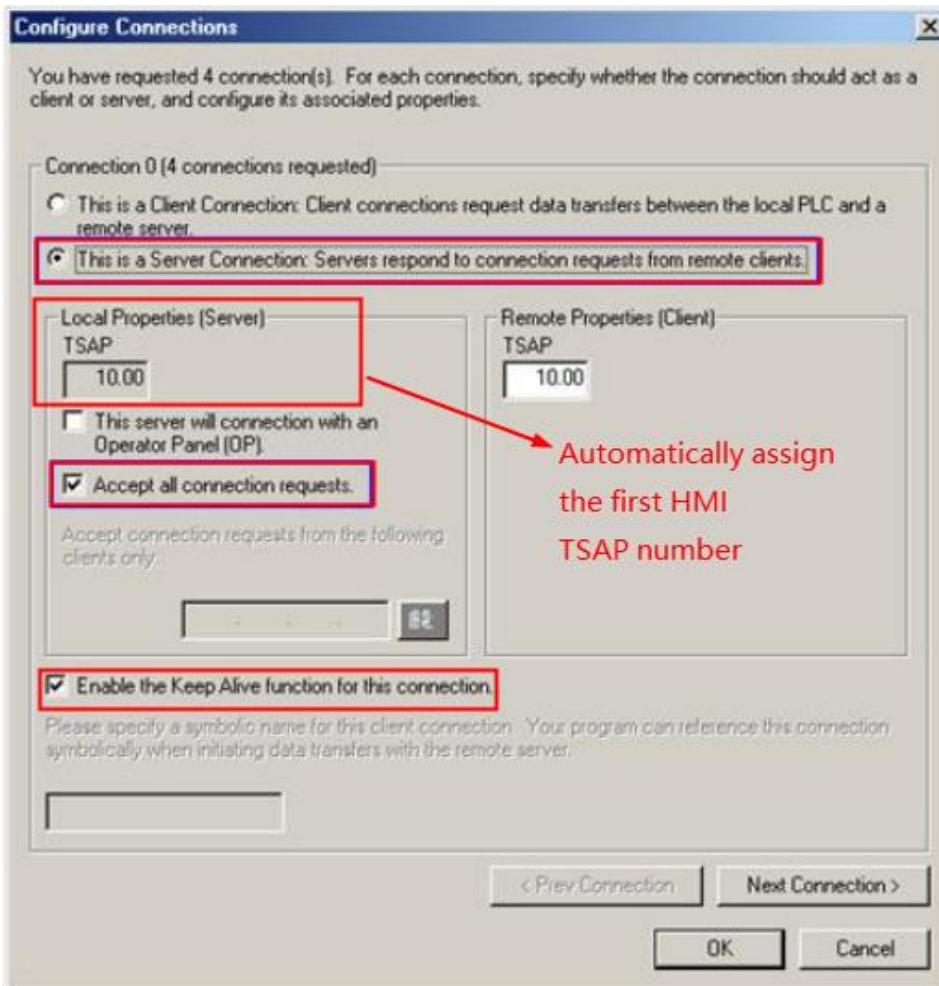 Configure Connections
You have requested 4 connection(s). For each connection, specify whether the connection should act as a
client or server, and configure its associated properties.
Connection 0 (4 connections requested)
This is a Client Connection: Client connections request data transfers between the local PLC and a
remote server.
This is a Server Connection: Servers respond to connection requests from remote clients.
Local Properties (Server)
TSAP
10.00
This server will connection with an
Operator Panel (OP).
Accept all connection requests.
Accept connection requests from the following
clients only.
Remote Properties (Client)
TSAP
10.00
Automatically assign
the first HMI
TSAP number
Enable the Keep Alive function for this connection.
Please specify a symbolic name for this client connection. Your program can reference this connection
symbolically when initiating data transfers with the remote server.
< Prev Connection
Next Connection >
OK
Cancel